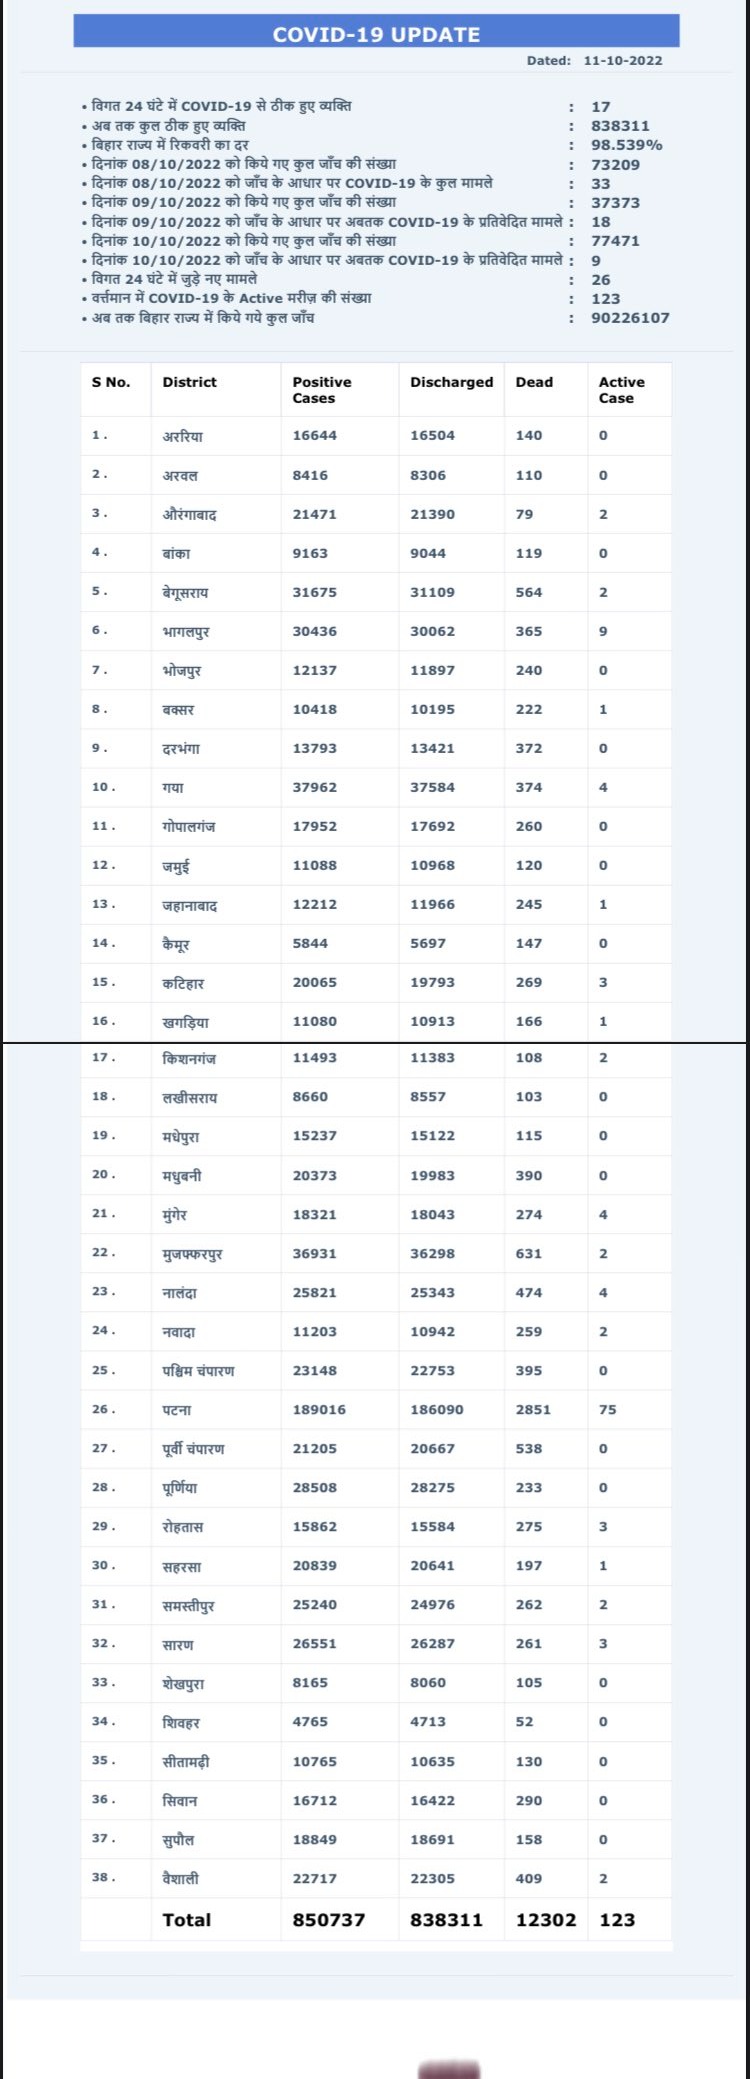 COVID-19 UPDATE
Dated: 11-10-2022
• विगत 24 घंटे में COVID-19 से ठीक हुए व्यक्ति : 17
• अब तक कुल ठीक हुए व्यक्ति : 838311
• बिहार राज्य में रिकवरी का दर : 98.539%
• दिनांक 08/10/2022 को किये गए कुल जाँच की संख्या : 73209
• दिनांक 08/10/2022 को जाँच के आधार पर COVID-19 के कुल मामले : 33
• दिनांक 09/10/2022 को किये गए कुल जाँच की संख्या : 37373
• दिनांक 09/10/2022 को जाँच के आधार पर अबतक COVID-19 के प्रतिवेदित मामले : 18
• दिनांक 10/10/2022 को किये गए कुल जाँच की संख्या : 77471
• दिनांक 10/10/2022 को जाँच के आधार पर अबतक COVID-19 के प्रतिवेदित मामले : 9
• विगत 24 घंटे में जुड़े नए मामले : 26
• वर्त्तमान में COVID-19 के Active मरीज़ की संख्या : 123
• अब तक बिहार राज्य में किये गये कुल जाँच : 90226107
S No. District Positive Cases Discharged Dead Active Case
1 . अररिया 16644 16504 140 0
2 . अरवल 8416 8306 110 0
3 . औरंगाबाद 21471 21390 79 2
4 . बांका 9163 9044 119 0
5 . बेगूसराय 31675 31109 564 2
6 . भागलपुर 30436 30062 365 9
7 . भोजपुर 12137 11897 240 0
8 . बक्सर 10418 10195 222 1
9 . दरभंगा 13793 13421 372 0
10 . गया 37962 37584 374 4
11 . गोपालगंज 17952 17692 260 0
12 . जमुई 11088 10968 120 0
13 . जहानाबाद 12212 11966 245 1
14 . कैमूर 5844 5697 147 0
15 . कटिहार 20065 19793 269 3
16 . खगड़िया 11080 10913 166 1
17 . किशनगंज 11493 11383 108 2
18 . लखीसराय 8660 8557 103 0
19 . मधेपुरा 15237 15122 115 0
20 . मधुबनी 20373 19983 390 0
21 . मुंगेर 18321 18043 274 4
22 . मुजफ्फरपुर 36931 36298 631 2
23 . नालंदा 25821 25343 474 4
24 . नवादा 11203 10942 259 2
25 . पश्चिम चंपारण 23148 22753 395 0
26 . पटना 189016 186090 2851 75
27 . पूर्वी चंपारण 21205 20667 538 0
28 . पूर्णिया 28508 28275 233 0
29 . रोहतास 15862 15584 275 3
30 . सहरसा 20839 20641 197 1
31 . समस्तीपुर 25240 24976 262 2
32 . सारण 26551 26287 261 3
33 . शेखपुरा 8165 8060 105 0
34 . शिवहर 4765 4713 52 0
35 . सीतामढ़ी 10765 10635 130 0
36 . सिवान 16712 16422 290 0
37 . सुपौल 18849 18691 158 0
38 . वैशाली 22717 22305 409 2
Total 850737 838311 12302 123